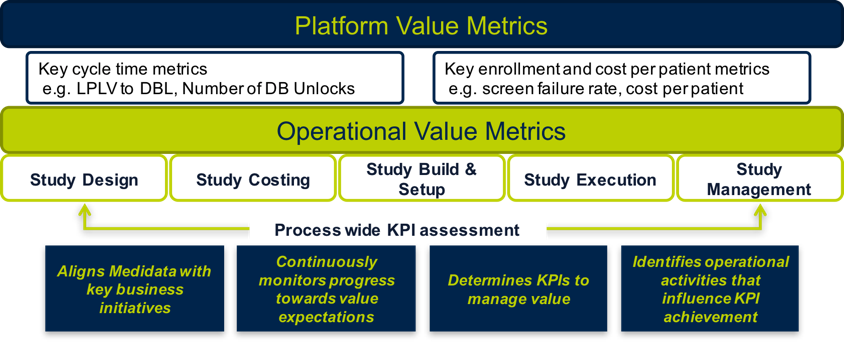 Platform Value Metrics
Key cycle time metrics
e.g. LPLV to DBL, Number of DB Unlocks
Key enrollment and cost per patient metrics
e.g. screen failure rate, cost per patient
Operational Value Metrics
Study Design
Study Costing
Study Build &
Setup
Study Execution
Study
Management
Process wide KPI assessment
Aligns Medidata with
key business
initiatives
Continuously
monitors progress
towards value
expectations
Determines KPIs to
manage value
Identifies operational
activities that
influence KPI
achievement